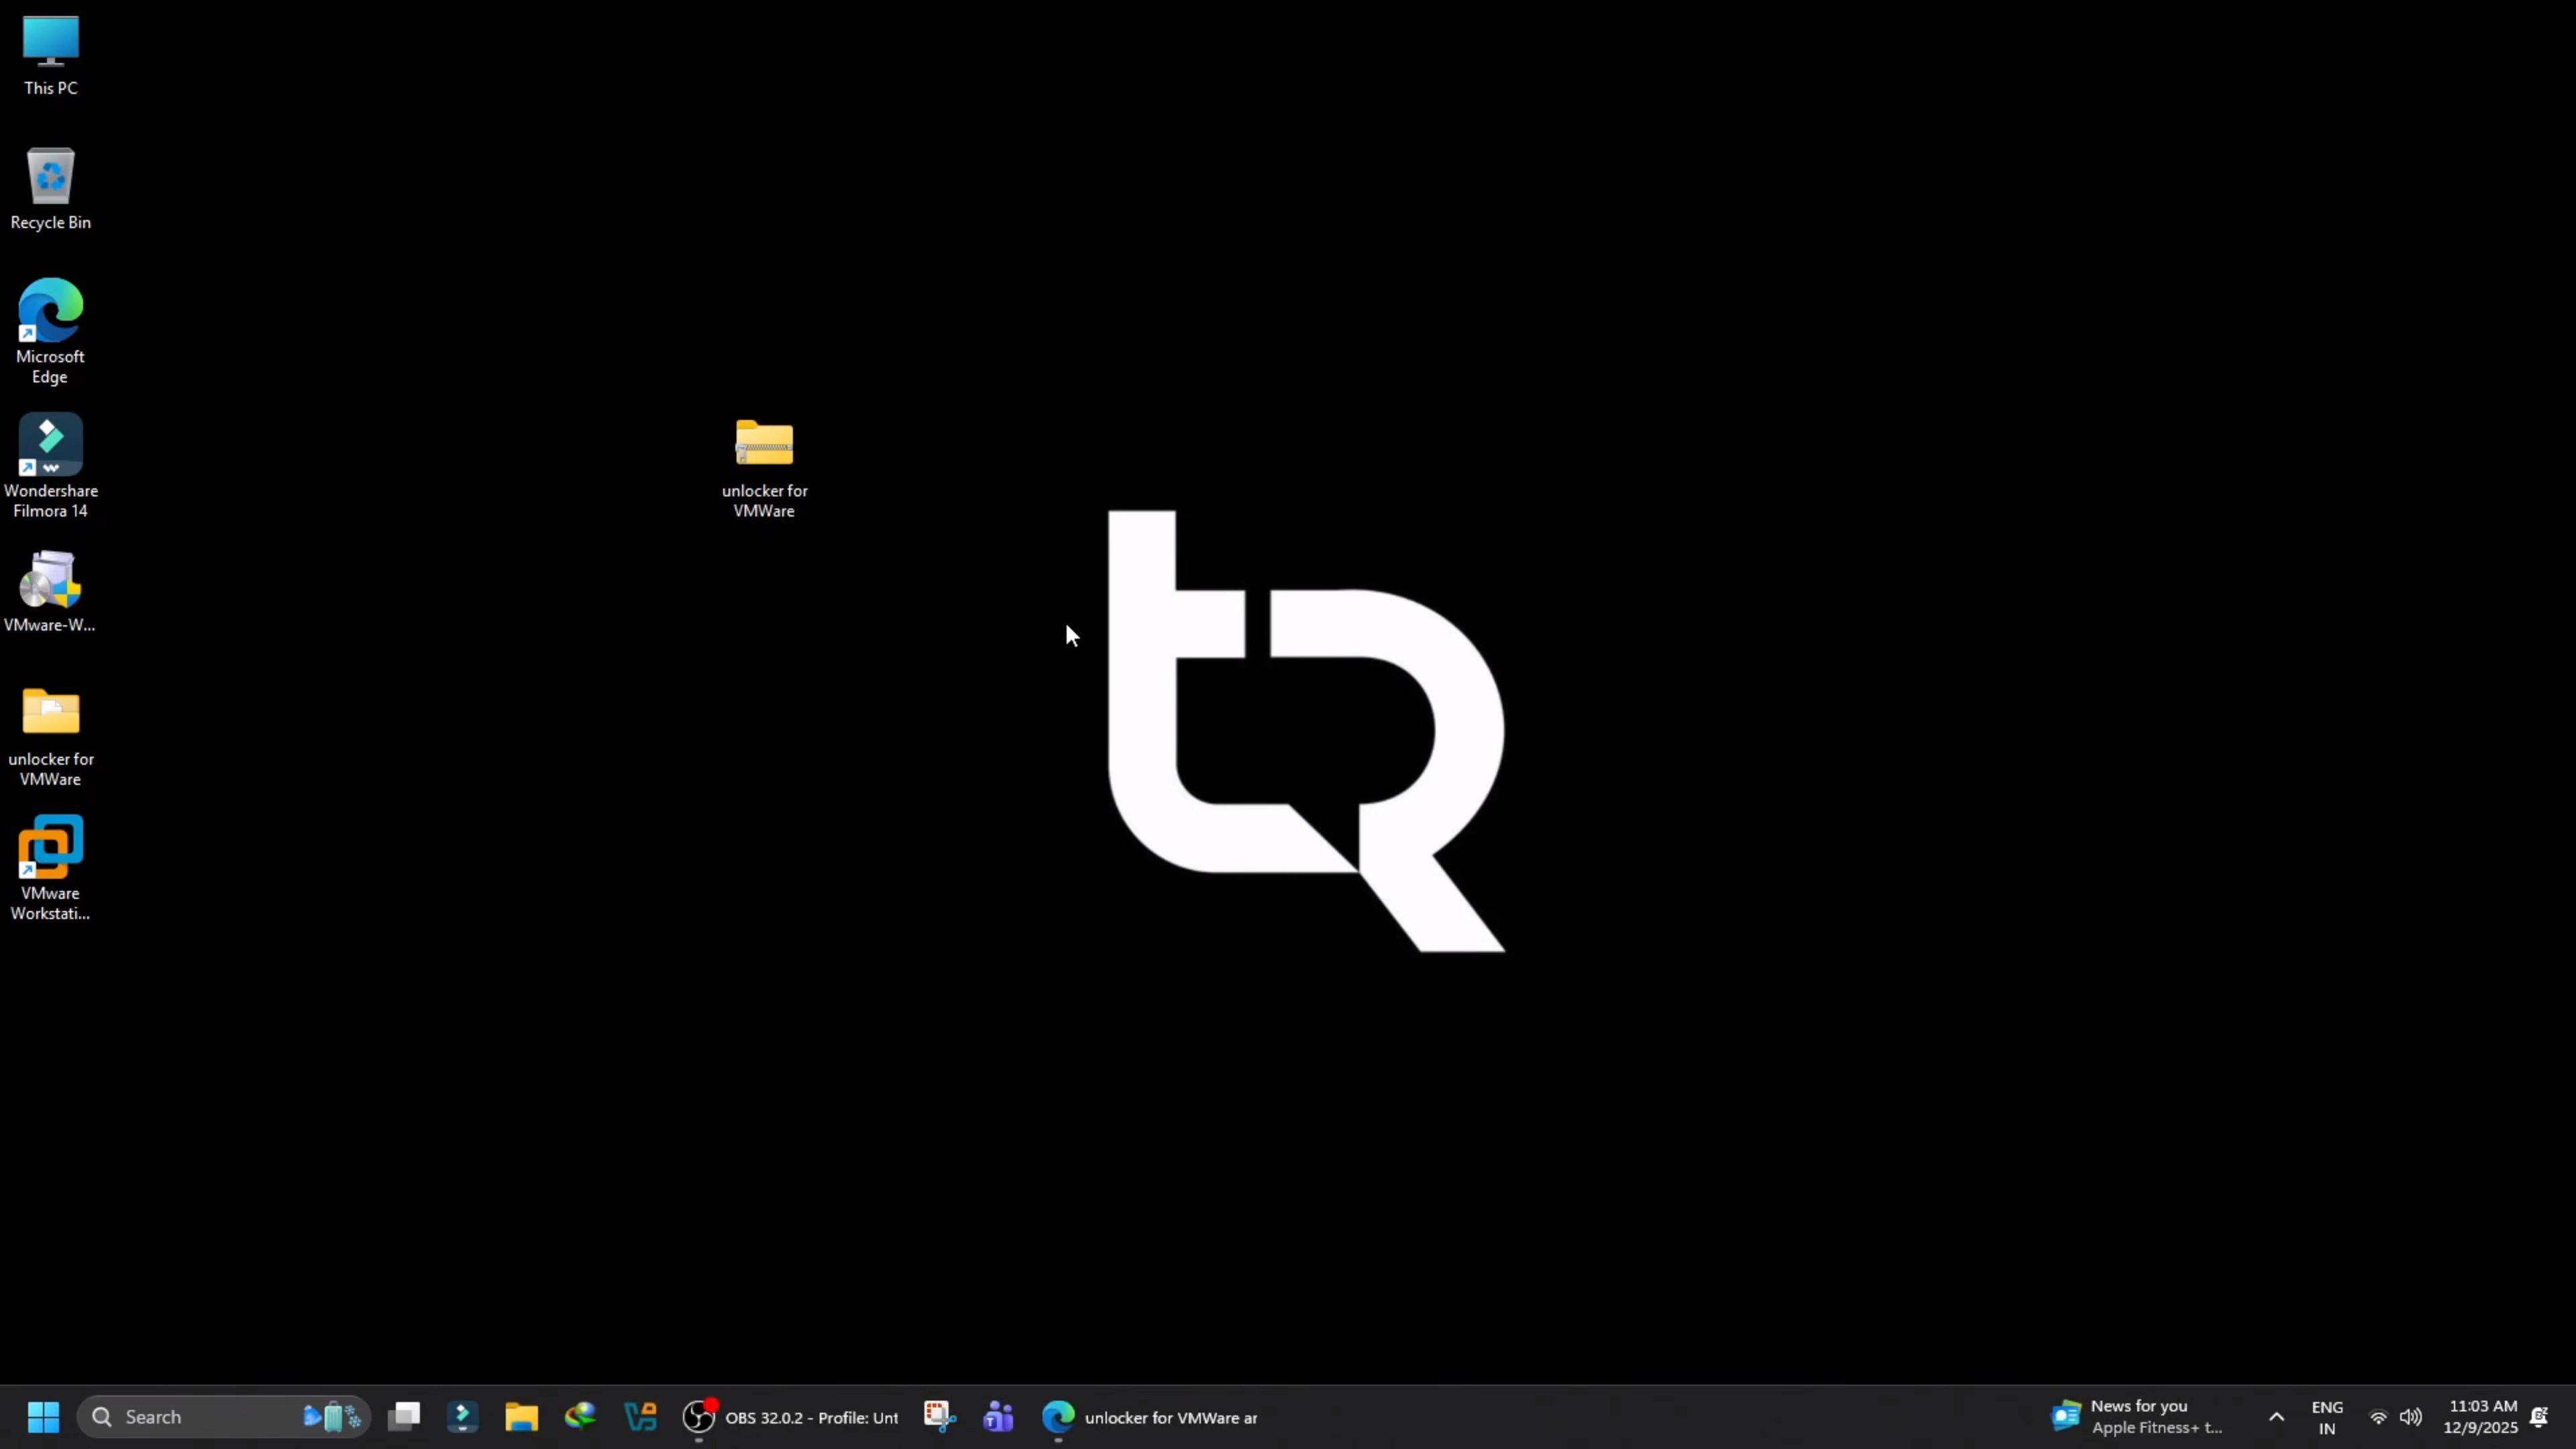 This PC
Recycle Bin
Microsoft
Edge
Wondershare
Filmora 14
VMware-W...
unlocker for
VMWare
VMware
Workstati...
unlocker for
VMWare
Search
OBS 32.0.2 - Profile: Unt
unlocker for VMWare ar
News for you
Apple Fitness+ t...
ENG
IN
11:03 AM
12/9/2025